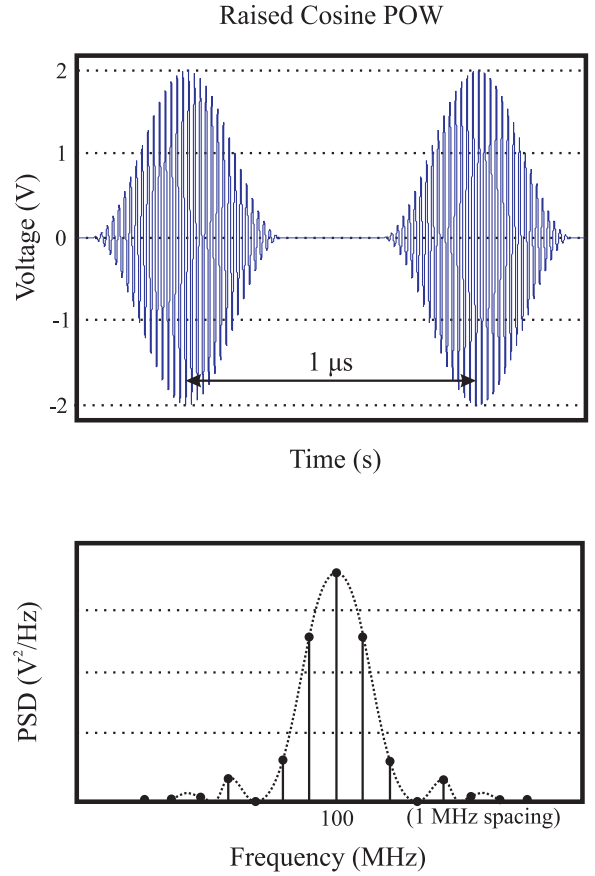 Raised Cosine POW
2
1
0
-1
-2
Voltage (V)
1 μs
Time (s)
PSD (V²/Hz)
100
(1 MHz spacing)
Frequency (MHz)